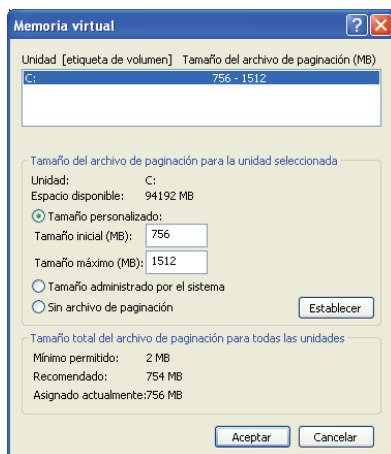 Memoria virtual
Unidad [etiqueta de volumen] Tamaño del archivo de paginación (MB)
C: 756 - 1512
Tamaño del archivo de paginación para la unidad seleccionada
Unidad: C:
Espacio disponible: 94192 MB
Tamaño personalizado:
Tamaño inicial (MB): 756
Tamaño máximo (MB): 1512
Tamaño administrado por el sistema
Sin archivo de paginación Establecer
Tamaño total del archivo de paginación para todas las unidades
Mínimo permitido: 2 MB
Recomendado: 754 MB
Asignado actualmente:756 MB
Aceptar Cancelar